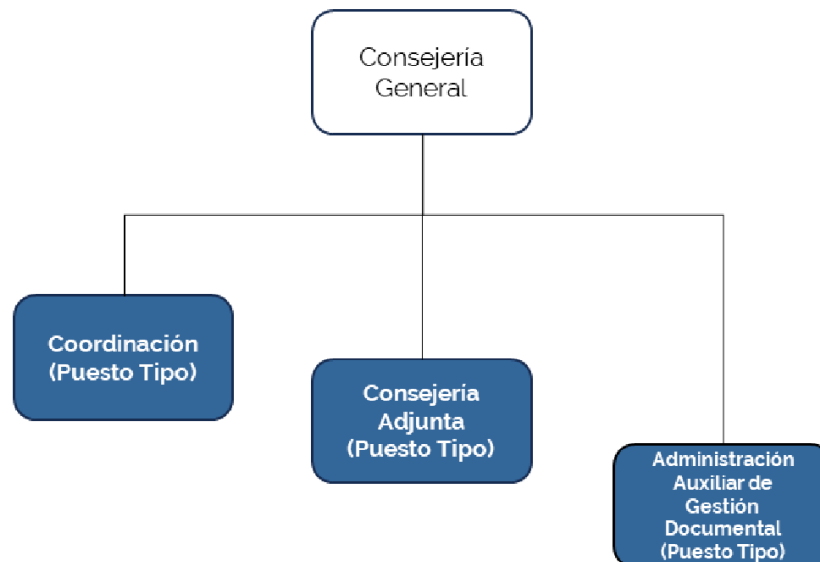 Consejería
General
Coordinación
(Puesto Tipo)
Consejería
Adjunta
(Puesto Tipo)
Administración
Auxiliar de
Gestión
Documental
(Puesto Tipo)